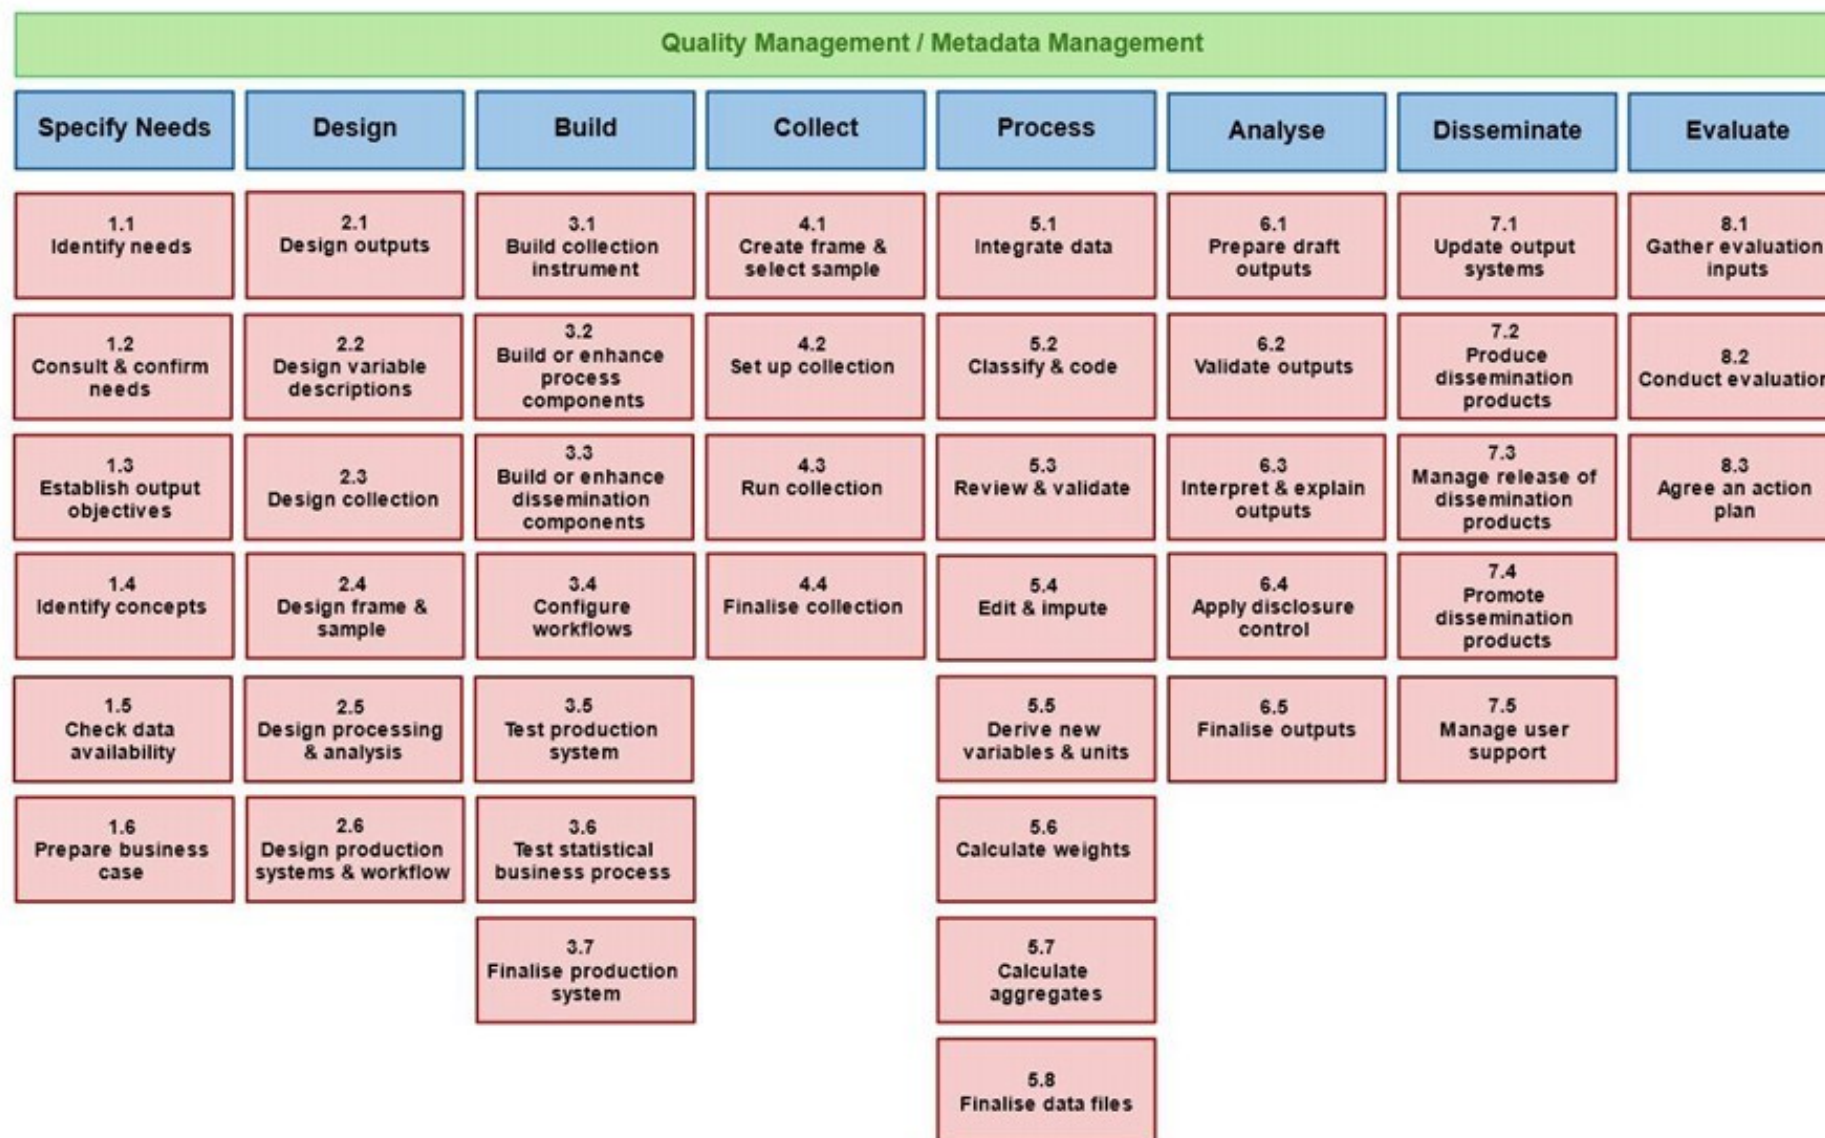 Quality Management / Metadata Management
Specify Needs
Design
Build
Collect
Process
Analyse
Disseminate
Evaluate
1.1
Identify needs
2.1
Design outputs
3.1
Build collection
instrument
4.1
Create frame &
select sample
5.1
Integrate data
6.1
Prepare draft
outputs
7.1
Update output
systems
8.1
Gather evaluation
inputs
1.2
Consult & confirm
needs
2.2
Design variable
descriptions
3.2
Build or enhance
process
components
4.2
Set up collection
5.2
Classify & code
6.2
Validate outputs
7.2
Produce
dissemination
products
8.2
Conduct evaluation
1.3
Establish output
objectives
2.3
Design collection
3.3
Build or enhance
dissemination
components
4.3
Run collection
5.3
Review & validate
6.3
Interpret & explain
outputs
7.3
Manage release of
dissemination
products
8.3
Agree an action
plan
1.4
Identify concepts
2.4
Design frame &
sample
3.4
Configure
workflows
4.4
Finalise collection
5.4
Edit & impute
6.4
Apply disclosure
control
7.4
Promote
dissemination
products
1.5
Check data
availability
2.5
Design processing
& analysis
3.5
Test production
system
5.5
Derive new
variables & units
6.5
Finalise outputs
7.5
Manage user
support
1.6
Prepare business
case
2.6
Design production
systems & workflow
3.6
Test statistical
business process
5.6
Calculate weights
3.7
Finalise production
system
5.7
Calculate
aggregates
5.8
Finalise data files